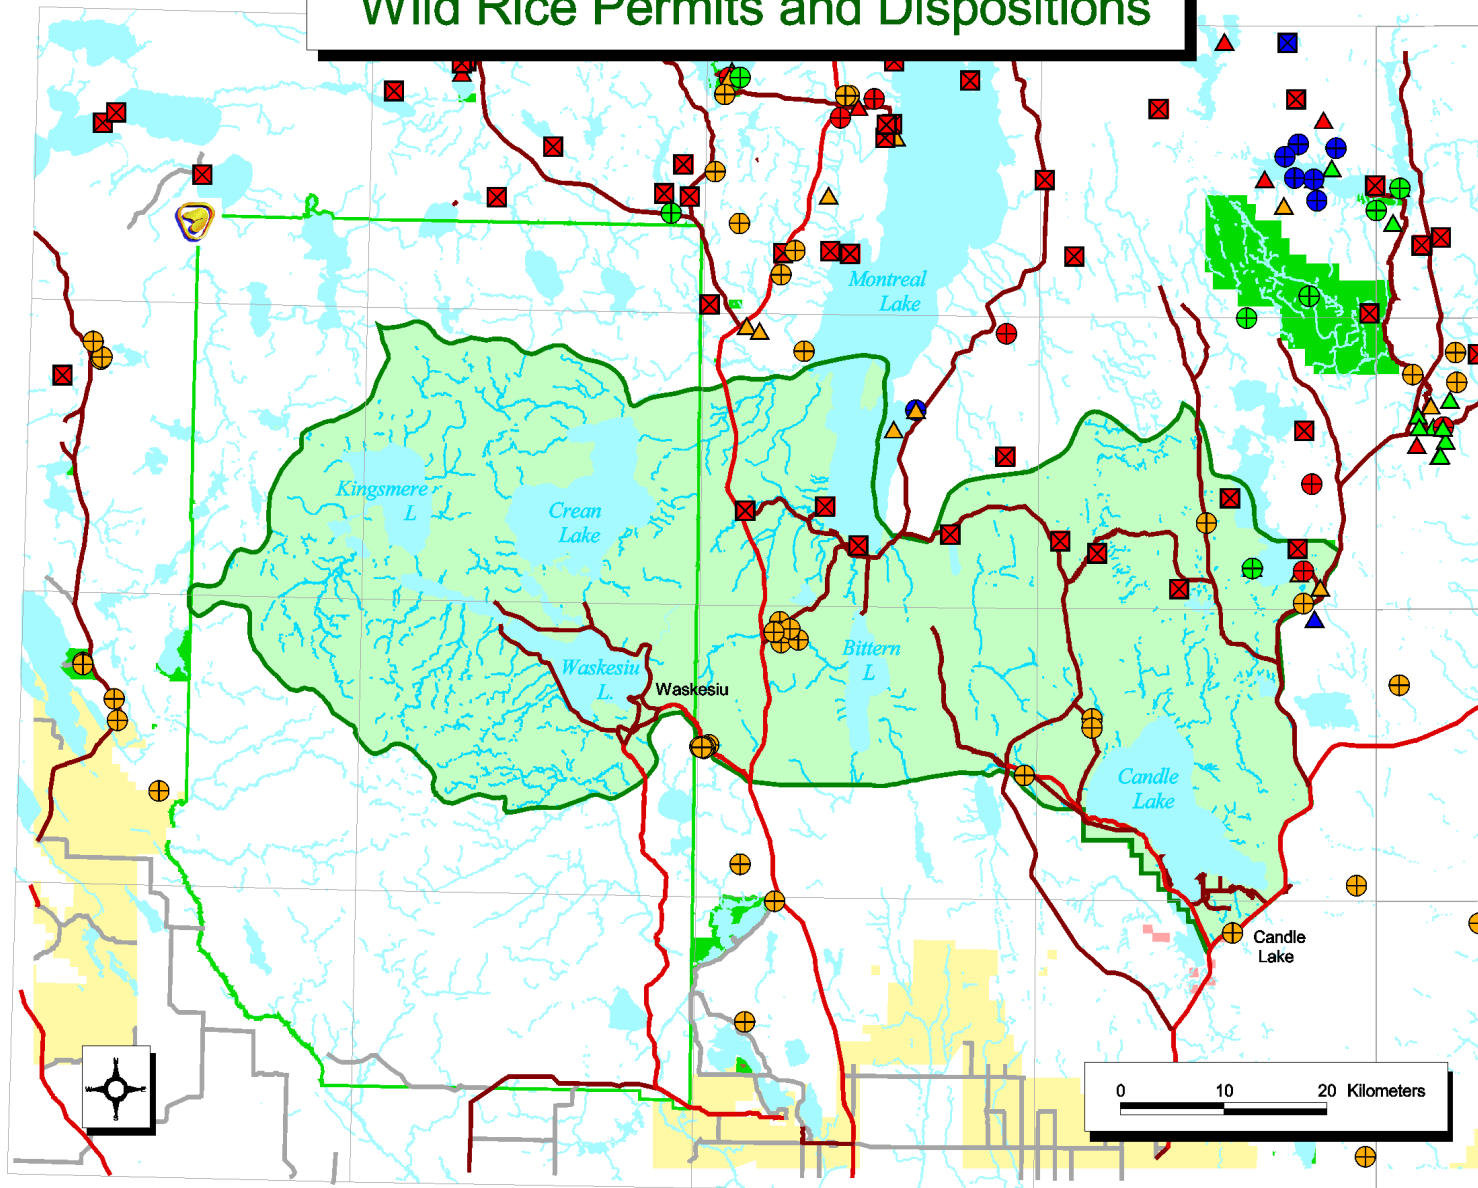 Wild Rice Permits and Dispositions
Montreal
Lake
Kingsmere
L
Crean
Lake
Waskesiu
L.
Waskesiu
Bittern
L
Candle
Lake
Candle
Lake
N
W E
S
0 10 20 Kilometers